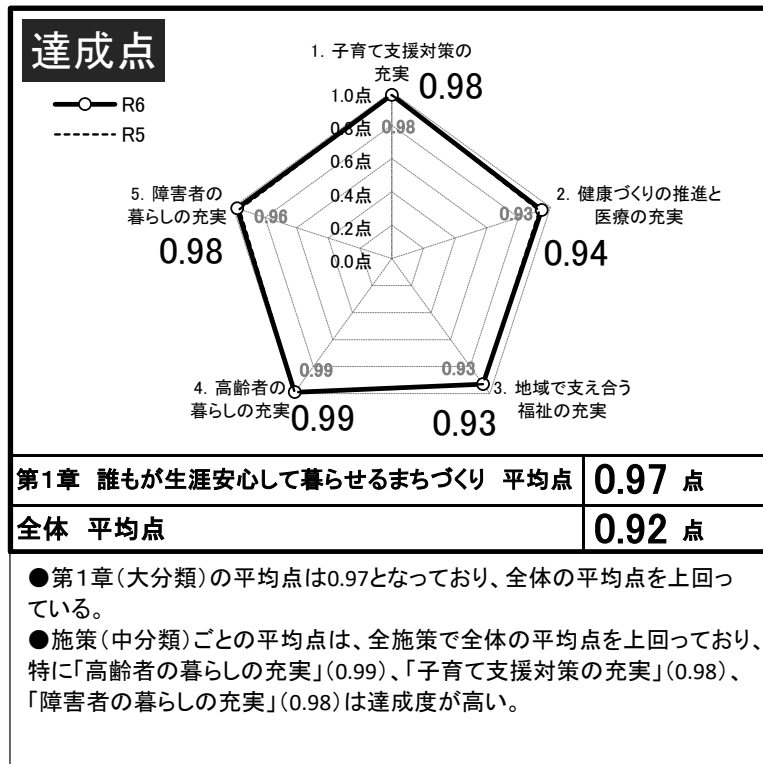 達成点
R6
R5
1. 子育て支援対策の
充実
0.98
1.0点
0.8点
0.98
0.6点
0.4点
0.2点
0.0点
2. 健康づくりの推進と
医療の充実
0.93
0.94
3. 地域で支え合う
福祉の充実
0.93
0.93
4. 高齢者の
暮らしの充実
0.99
0.99
5. 障害者の
暮らしの充実
0.96
0.98
第1章 誰もが生涯安心して暮らせるまちづくり 平均点 0.97 点
全体 平均点 0.92 点
●第1章(大分類)の平均点は0.97となっており、全体の平均点を上回っ
ている。
●施策(中分類)ごとの平均点は、全施策で全体の平均点を上回っており、
特に「高齢者の暮らしの充実」(0.99)、「子育て支援対策の充実」(0.98)、
「障害者の暮らしの充実」(0.98)は達成度が高い。